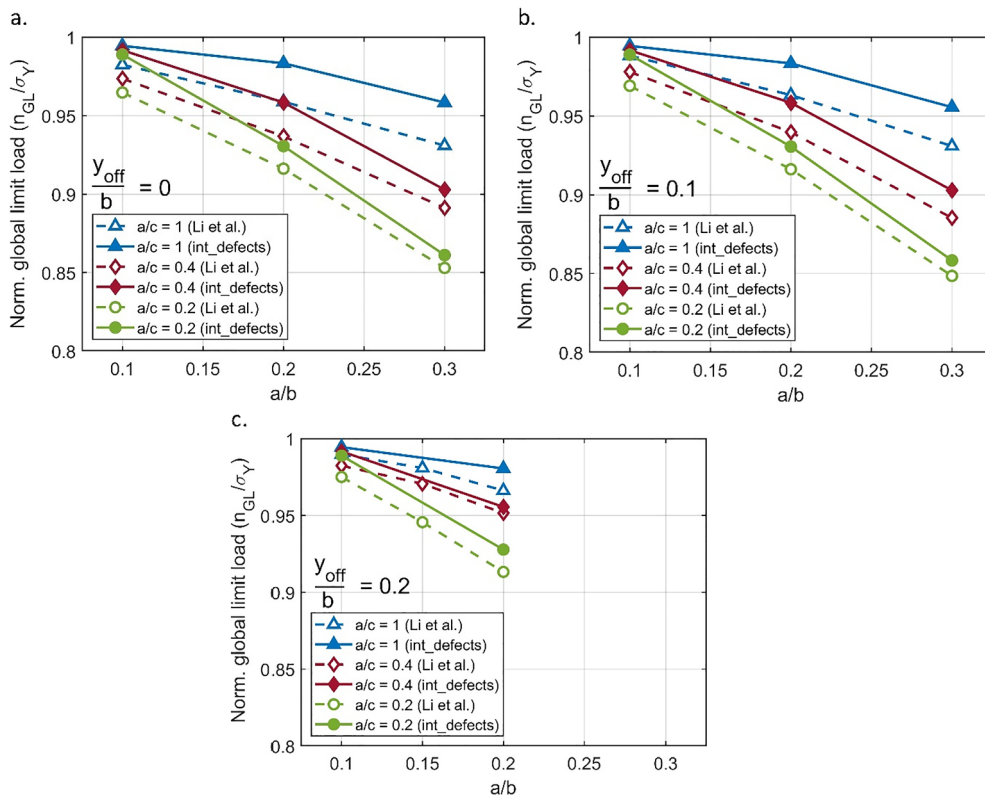 a.
Norm. global limit load (n_GL/σ_Y)
1
0.95
0.9
0.85
0.8
y_off
b
= 0
a/c = 1 (Li et al.)
a/c = 1 (int_defects)
a/c = 0.4 (Li et al.)
a/c = 0.4 (int_defects)
a/c = 0.2 (Li et al.)
a/c = 0.2 (int_defects)
0.1 0.15 0.2 0.25 0.3
a/b
b.
Norm. global limit load (n_GL/σ_Y)
1
0.95
0.9
0.85
0.8
y_off
b
= 0.1
a/c = 1 (Li et al.)
a/c = 1 (int_defects)
a/c = 0.4 (Li et al.)
a/c = 0.4 (int_defects)
a/c = 0.2 (Li et al.)
a/c = 0.2 (int_defects)
0.1 0.15 0.2 0.25 0.3
a/b
c.
Norm. global limit load (n_GL/σ_Y)
1
0.95
0.9
0.85
0.8
y_off
b
= 0.2
a/c = 1 (Li et al.)
a/c = 1 (int_defects)
a/c = 0.4 (Li et al.)
a/c = 0.4 (int_defects)
a/c = 0.2 (Li et al.)
a/c = 0.2 (int_defects)
0.1 0.15 0.2 0.25 0.3
a/b